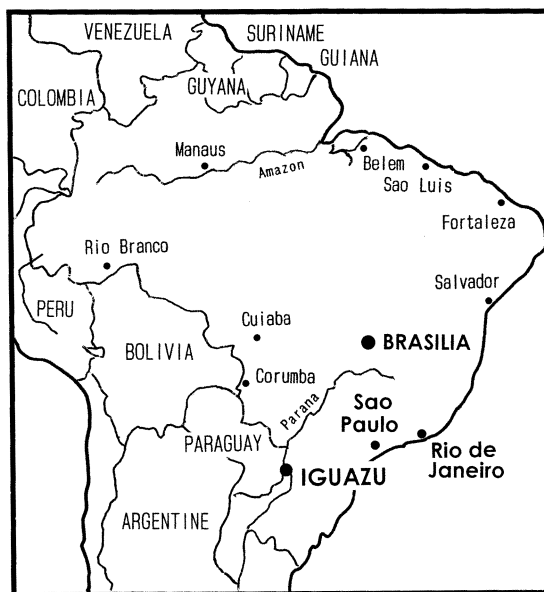 VENEZUELA
SURINAME
GUIANA
GUYANA
COLOMBIA
Manaus
Amazon
Belem
Sao Luis
Fortaleza
Rio Branco
Salvador
PERU
Cuiaba
BRASILIA
BOLIVIA
Corumba
Parana
Sao
Paulo
Rio de
Janeiro
PARAGUAY
IGUAZU
ARGENTINE